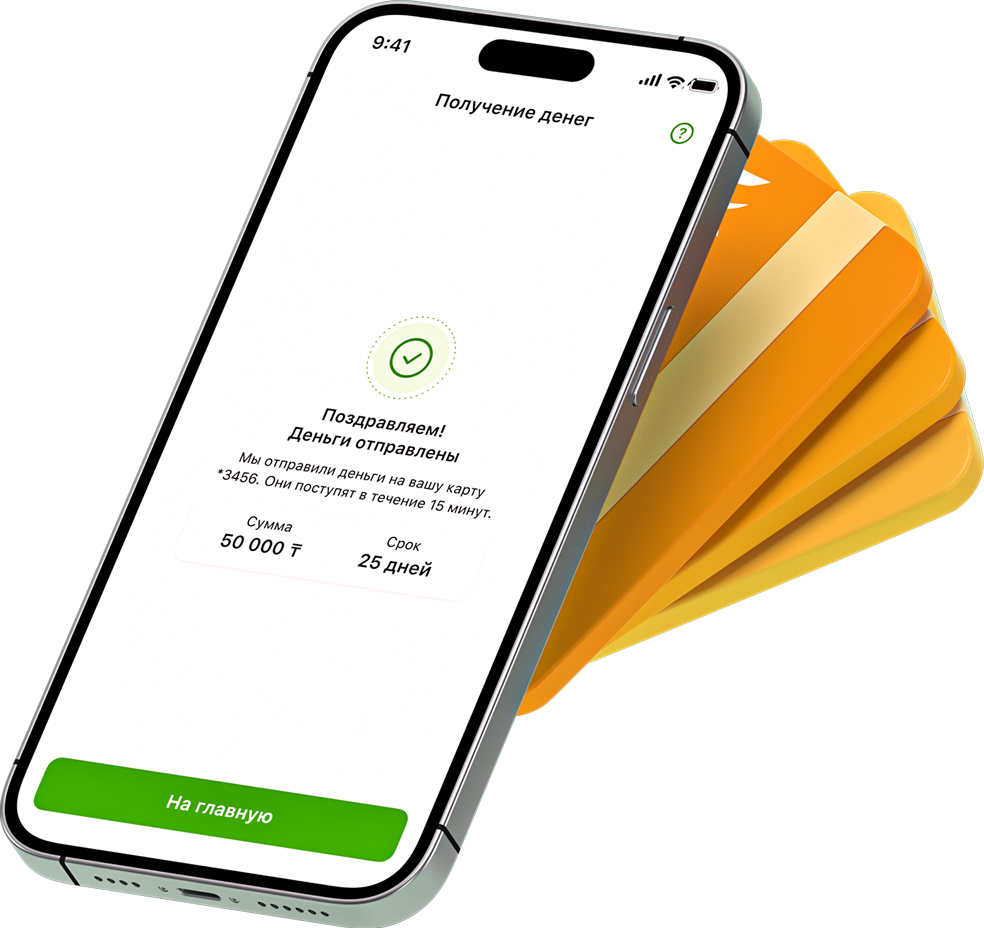 9:41
Получение денег
?
Поздравляем!
Деньги отправлены
Мы отправили деньги на вашу карту
*3456. Они поступят в течение 15 минут.
Сумма
50 000 ₸
Срок
25 дней
На главную